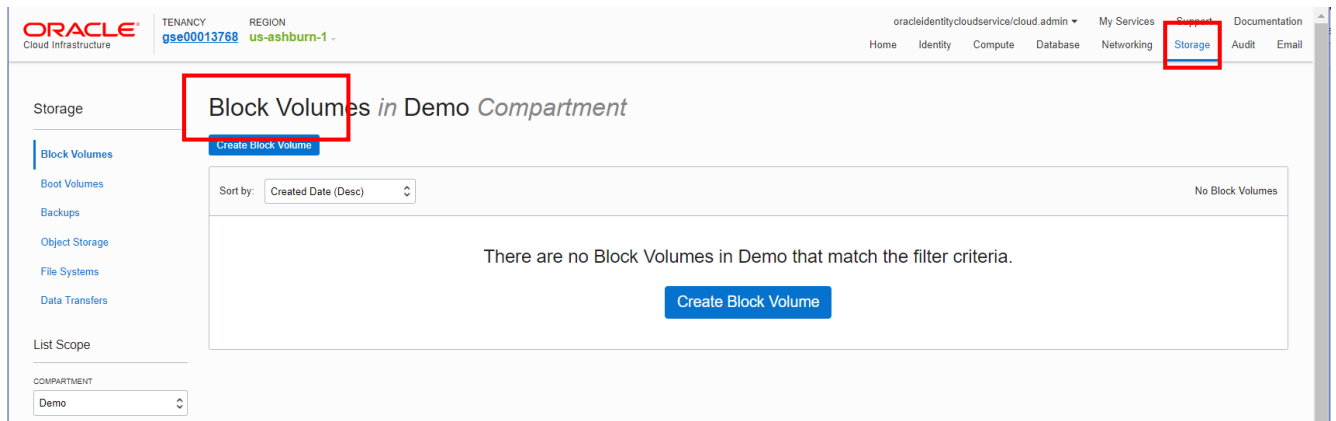 ORACLE®
Cloud Infrastructure
TENANCY
gse00013768
REGION
us-ashburn-1
oracleidentitycloudservice/cloud.admin
My Services
Support
Documentation
Home
Identity
Compute
Database
Networking
Storage
Audit
Email
Storage
Block Volumes
Boot Volumes
Backups
Object Storage
File Systems
Data Transfers
List Scope
COMPARTMENT
Demo
Block Volumes in Demo Compartment
Create Block Volume
Sort by: Created Date (Desc)
No Block Volumes
There are no Block Volumes in Demo that match the filter criteria.
Create Block Volume